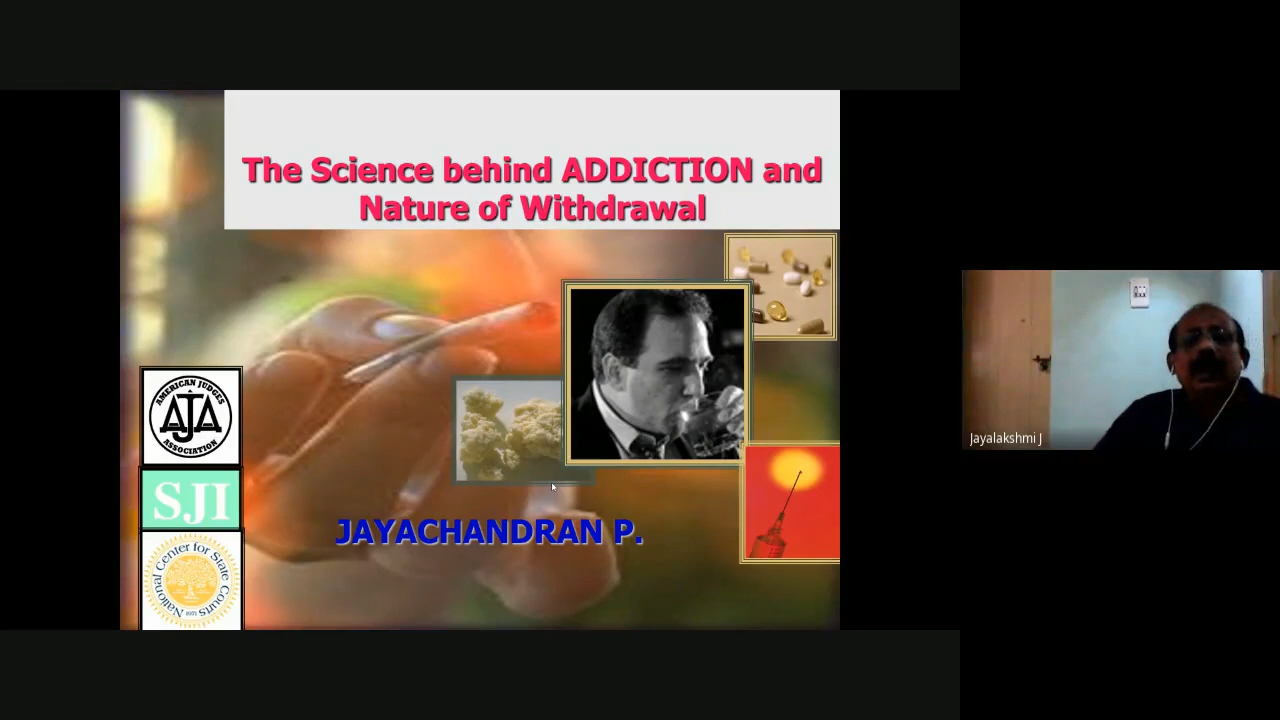 The Science behind ADDICTION and
Nature of Withdrawal
AMERICAN JUDGES
AJA
ASSOCIATION
SJI
JAYACHANDRAN P.
National Center for State Courts
Jayalakshmi J